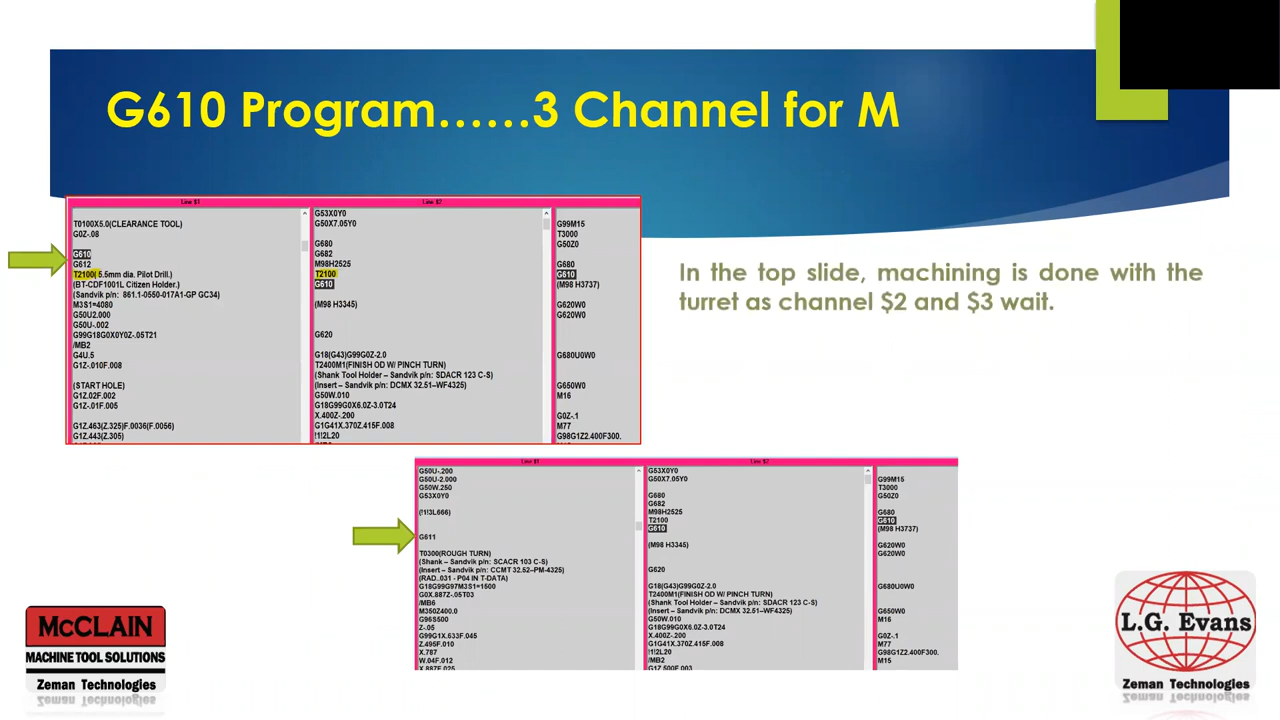 G610 Program......3 Channel for M
Line $1
Line $2
T0100X5.0(CLEARANCE TOOL)
G0Z-.08
G610
G612
T2100( 5.5mm dia. Pilot Drill.)
(BT-CDF1001L Citizen Holder.)
(Sandvik p/n: 861.1-0550-017A1-GP GC34)
M3S1=4080
G50U2.000
G50U-.002
G99G18G0X0Y0Z-.05T21
/MB2
G4U.5
G1Z-.010F.008
(START HOLE)
G1Z.02F.002
G1Z-.01F.005
G1Z.463(Z.325)F.0036(F.0056)
G1Z.443(Z.305)
G53X0Y0
G50X7.05Y0
G680
G682
M98H2525
T2100
G610
(M98 H3345)
G620
G18(G43)G99G0Z-2.0
T2400M1(FINISH OD W/ PINCH TURN)
(Shank Tool Holder – Sandvik p/n: SDACR 123 C-S)
(Insert – Sandvik p/n: DCMX 32.51–WF4325)
G50W.010
G18G99G0X6.0Z-3.0T24
X.400Z-.200
G1G41X.370Z.415F.008
!1!2L20
G99M15
T3000
G50Z0
G680
G610
(M98 H3737)
G620W0
G620W0
G680U0W0
G650W0
M16
G0Z-.1
M77
G98G1Z2.400F300.
In the top slide, machining is done with the
turret as channel $2 and $3 wait.
Line $1
Line $2
G50U-.200
G50U-2.000
G50W.250
G53X0Y0
(!1!3L666)
G611
T0300(ROUGH TURN)
(Shank – Sandvik p/n: SCACR 103 C-S)
(Insert – Sandvik p/n: CCMT 32.52–PM-4325)
(RAD..031 - P04 IN T-DATA)
G18G99G97M3S1=1500
G0X.887Z-.05T03
/MB6
M350Z400.0
G96S500
Z-.05
G99G1X.633F.045
Z.495F.010
X.787
W.04F.012
X.887F.025
G53X0Y0
G50X7.05Y0
G680
G682
M98H2525
T2100
G610
(M98 H3345)
G620
G18(G43)G99G0Z-2.0
T2400M1(FINISH OD W/ PINCH TURN)
(Shank Tool Holder – Sandvik p/n: SDACR 123 C-S)
(Insert – Sandvik p/n: DCMX 32.51–WF4325)
G50W.010
G18G99G0X6.0Z-3.0T24
X.400Z-.200
G1G41X.370Z.415F.008
!1!2L20
/MB2
G1Z.500F.003
G99M15
T3000
G50Z0
G680
G610
(M98 H3737)
G620W0
G620W0
G680U0W0
G650W0
M16
G0Z-.1
M77
G98G1Z2.400F300.
M15
McCLAIN
MACHINE TOOL SOLUTIONS
Zeman Technologies
L.G. Evans
Zeman Technologies